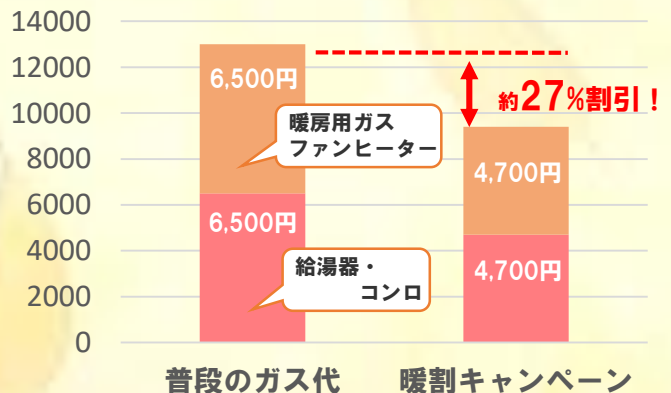 14000
12000
10000
8000
6000
4000
2000
0
6,500円
暖房用ガス
ファンヒーター
6,500円
給湯器・
コンロ
約27%割引！
4,700円
4,700円
普段のガス代
暖割キャンペーン